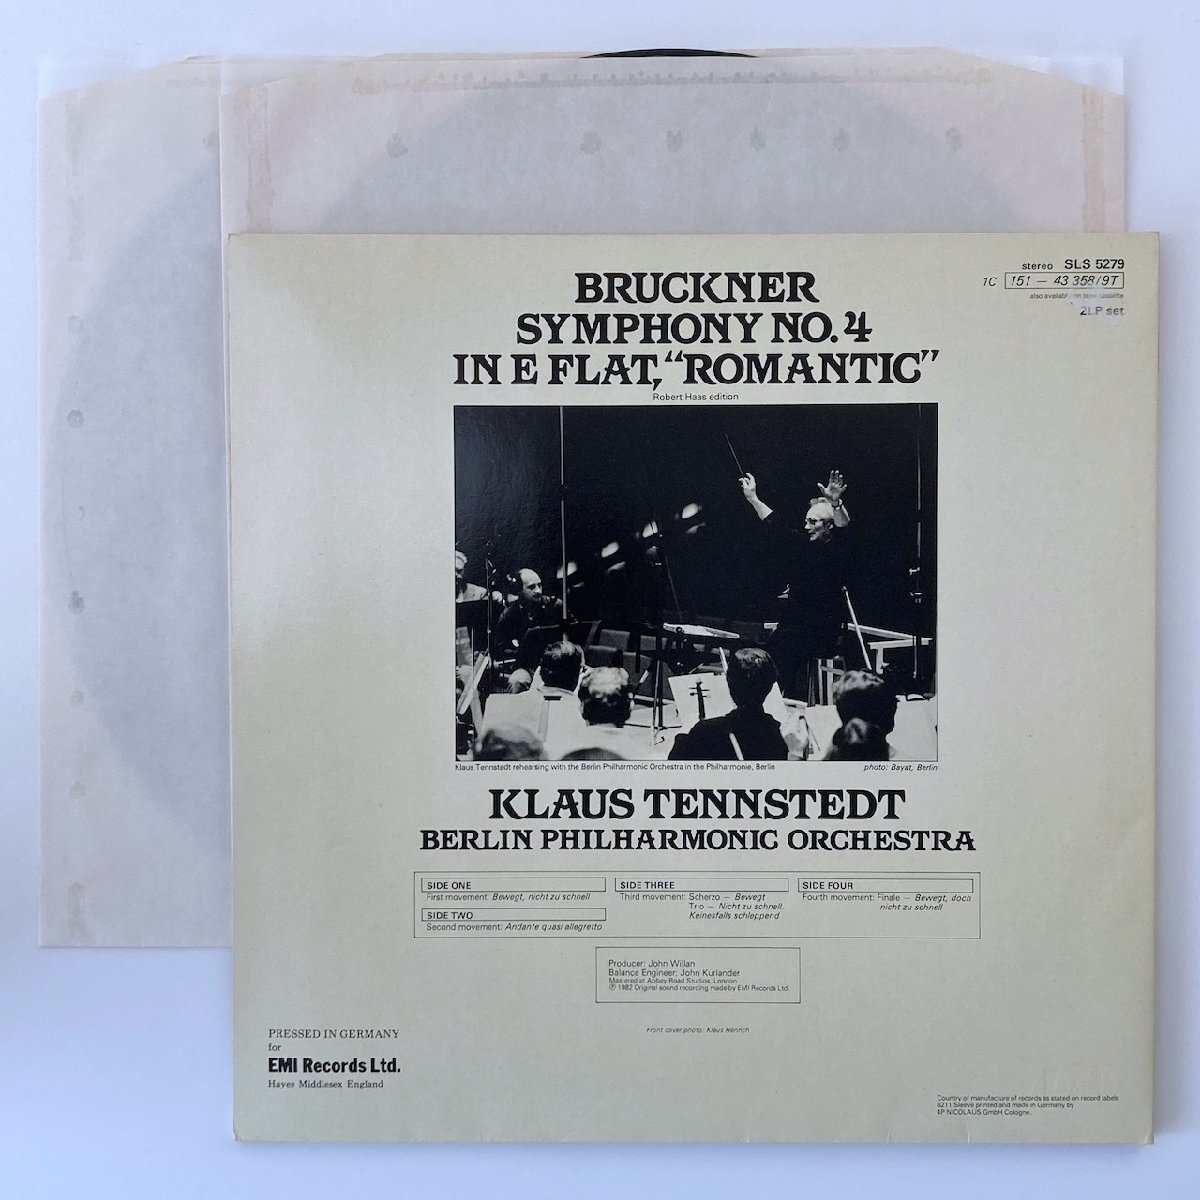 stereo SLS 5279
1C 151 – 43 358/9T
also available on tape cassette
2LP set
BRUCKNER
SYMPHONY NO. 4
IN E FLAT, “ROMANTIC”
Robert Haas edition
Klaus Tennstedt rehearsing with the Berlin Philharmonic Orchestra in the Philharmonie, Berlin
photo: Bayat, Berlin
KLAUS TENNSTEDT
BERLIN PHILHARMONIC ORCHESTRA
SIDE ONE
First movement: Bewegt, nicht zu schnell
SIDE TWO
Second movement: Andante quasi allegretto
SIDE THREE
Third movement: Scherzo – Bewegt
Trio – Nicht zu schnell.
Keinesfalls schleppend
SIDE FOUR
Fourth movement: Finale – Bewegt, doch
nicht zu schnell
Producer: John Willan
Balance Engineer: John Kurlander
Mastered at Abbey Road Studios, London
℗ 1982 Original sound recording made by EMI Records Ltd.
Front cover photo: Klaus Hennch
PRESSED IN GERMANY
for
EMI Records Ltd.
Hayes Middlesex England
Country of manufacture of records as stated on record labels
8211 Sleeve printed and made in Germany by
4P NICOLAUS GmbH Cologne.